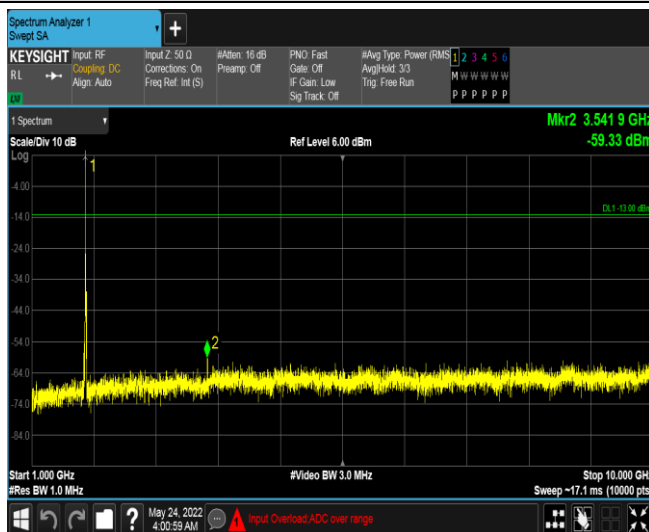 Spectrum Analyzer 1
Swept SA
+
KEYSIGHT
RL
Input: RF
Coupling: DC
Align: Auto
Input Z: 50 Ω
Corrections: On
Freq Ref: Int (S)
#Atten: 16 dB
Preamp: Off
PNO: Fast
Gate: Off
IF Gain: Low
Sig Track: Off
#Avg Type: Power (RMS
Avg|Hold: 3/3
Trig: Free Run
1 2 3 4 5 6
M W W W W W
P P P P P P
1 Spectrum
Mkr2 3.541 9 GHz
Scale/Div 10 dB
Ref Level 6.00 dBm
-59.33 dBm
Log
1
-4.00
DL1 -13.00 dBm
-14.0
-24.0
-34.0
-44.0
-54.0
2
-64.0
-74.0
-84.0
Start 1.000 GHz
#Video BW 3.0 MHz
Stop 10.000 GHz
#Res BW 1.0 MHz
Sweep ~17.1 ms (10000 pts
?
May 24, 2022
4:00:59 AM
1
Input Overload;ADC over range